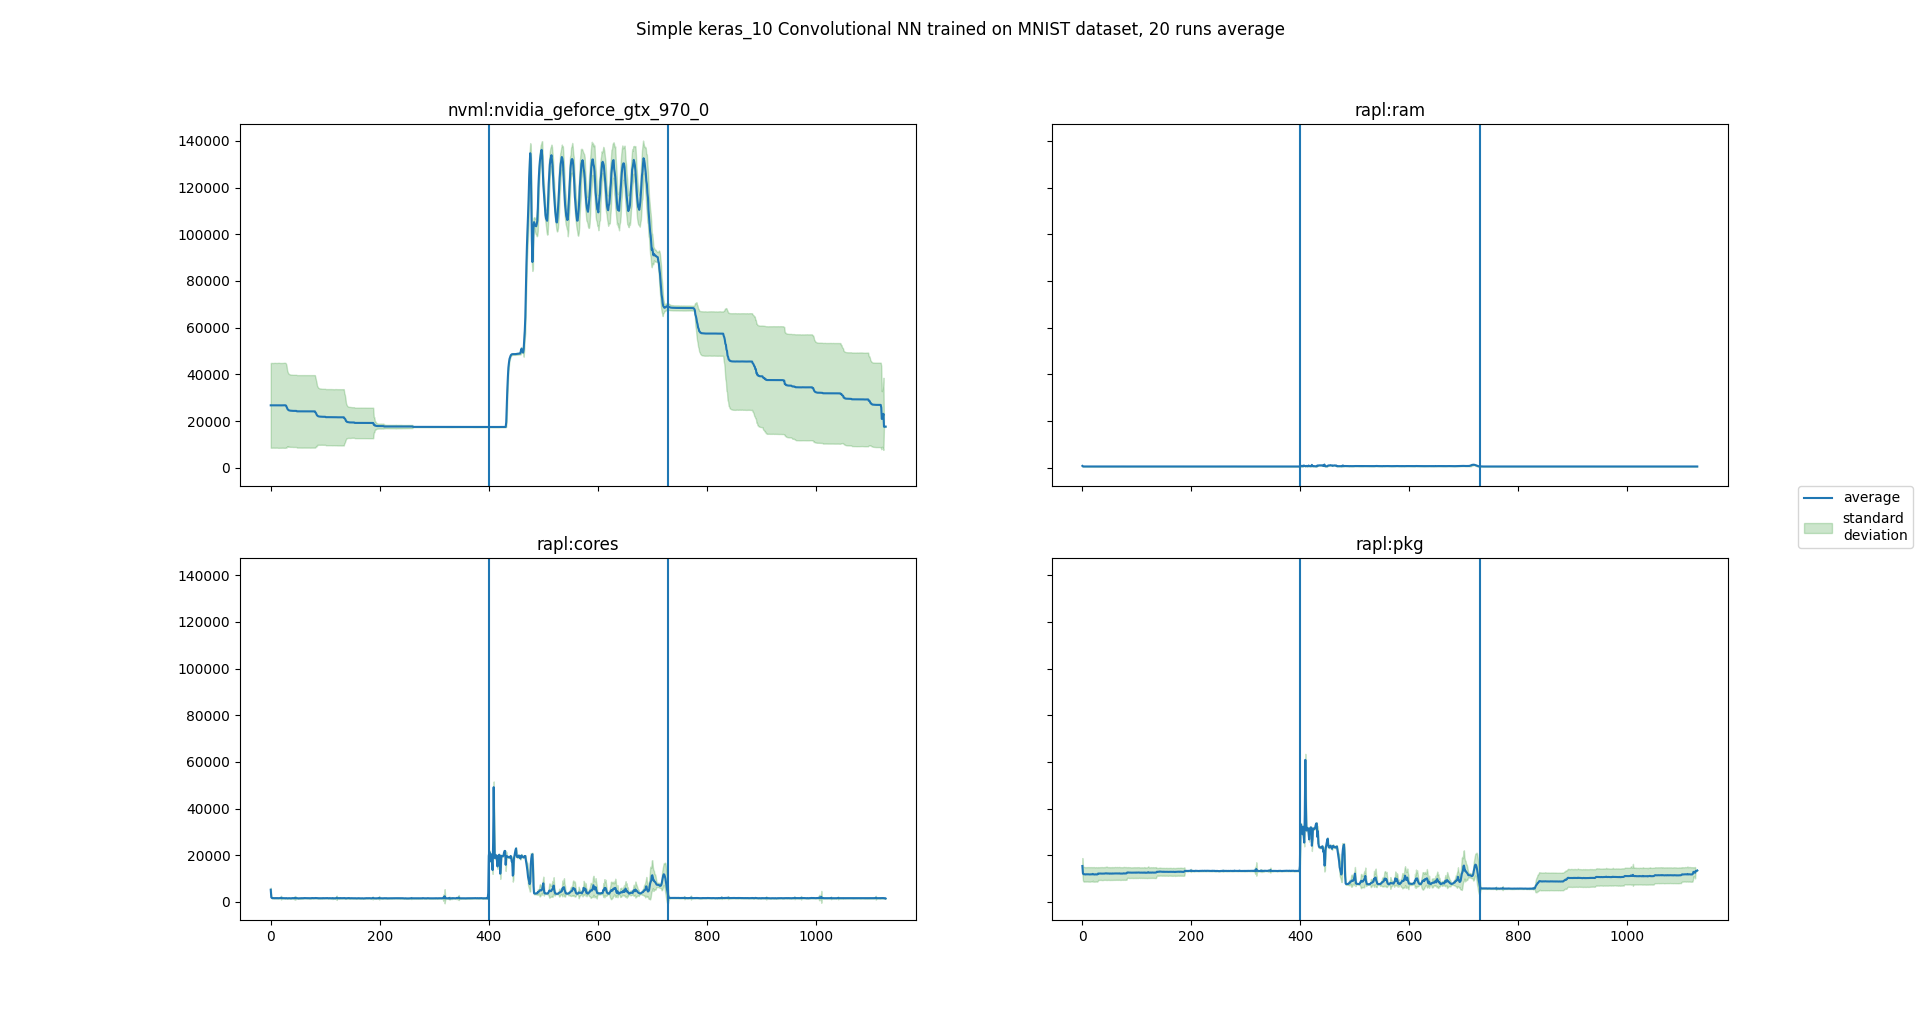 Simple keras_10 Convolutional NN trained on MNIST dataset, 20 runs average
nvml:nvidia_geforce_gtx_970_0
140000
120000
100000
80000
60000
40000
20000
0
rapl:ram
average
standard
deviation
rapl:cores
140000
120000
100000
80000
60000
40000
20000
0
0 200 400 600 800 1000
rapl:pkg
0 200 400 600 800 1000